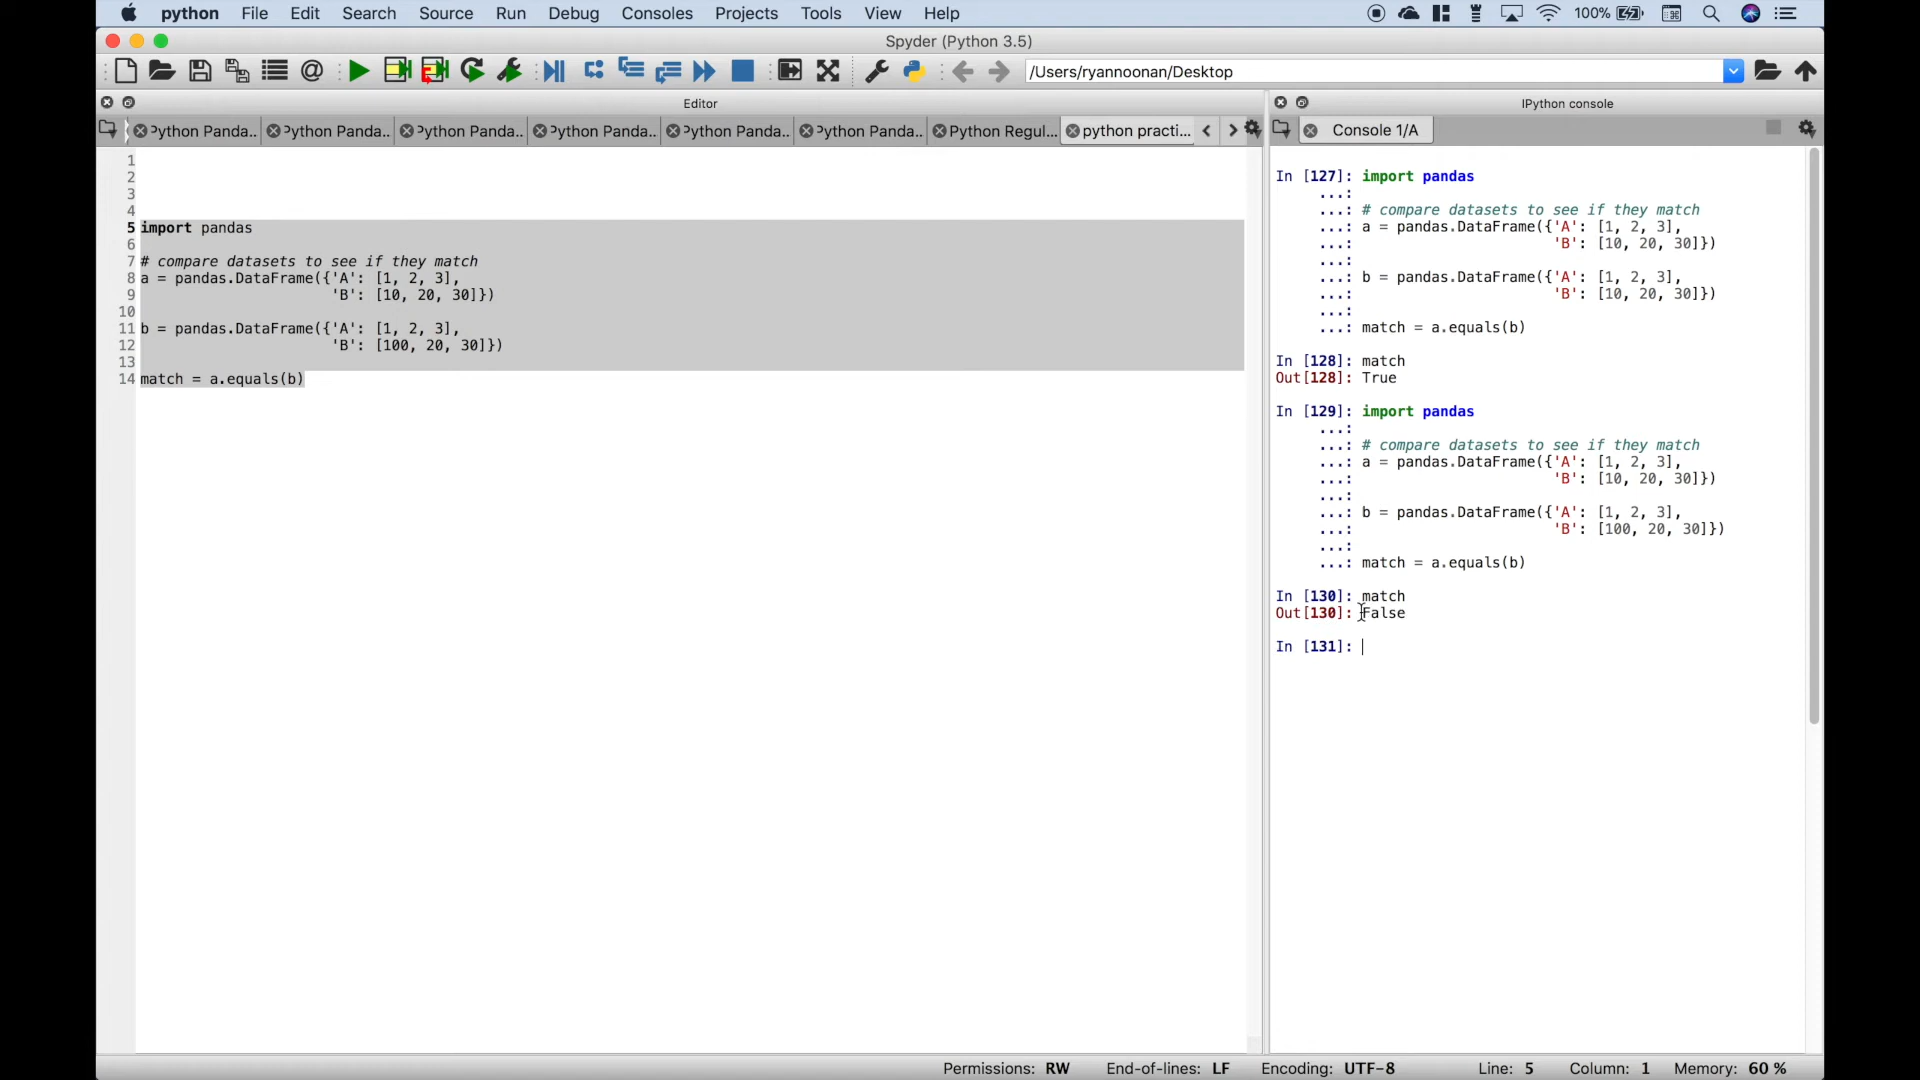 python File Edit Search Source Run Debug Consoles Projects Tools View Help 100%
Spyder (Python 3.5)
/Users/ryannoonan/Desktop
Editor
IPython console
Python Panda.. Python Panda.. Python Panda.. Python Panda.. Python Panda.. Python Panda.. Python Regul... python practi...
Console 1/A
1
2
3
4
5 import pandas
6
7 # compare datasets to see if they match
8 a = pandas.DataFrame({'A': [1, 2, 3],
9 'B': [10, 20, 30]})
10
11 b = pandas.DataFrame({'A': [1, 2, 3],
12 'B': [100, 20, 30]})
13
14 match = a.equals(b)
In [127]: import pandas
...:
...: # compare datasets to see if they match
...: a = pandas.DataFrame({'A': [1, 2, 3],
...: 'B': [10, 20, 30]})
...:
...: b = pandas.DataFrame({'A': [1, 2, 3],
...: 'B': [10, 20, 30]})
...:
...: match = a.equals(b)
In [128]: match
Out[128]: True
In [129]: import pandas
...:
...: # compare datasets to see if they match
...: a = pandas.DataFrame({'A': [1, 2, 3],
...: 'B': [10, 20, 30]})
...:
...: b = pandas.DataFrame({'A': [1, 2, 3],
...: 'B': [100, 20, 30]})
...:
...: match = a.equals(b)
In [130]: match
Out[130]: False
In [131]:
Permissions: RW End-of-lines: LF Encoding: UTF-8 Line: 5 Column: 1 Memory: 60 %